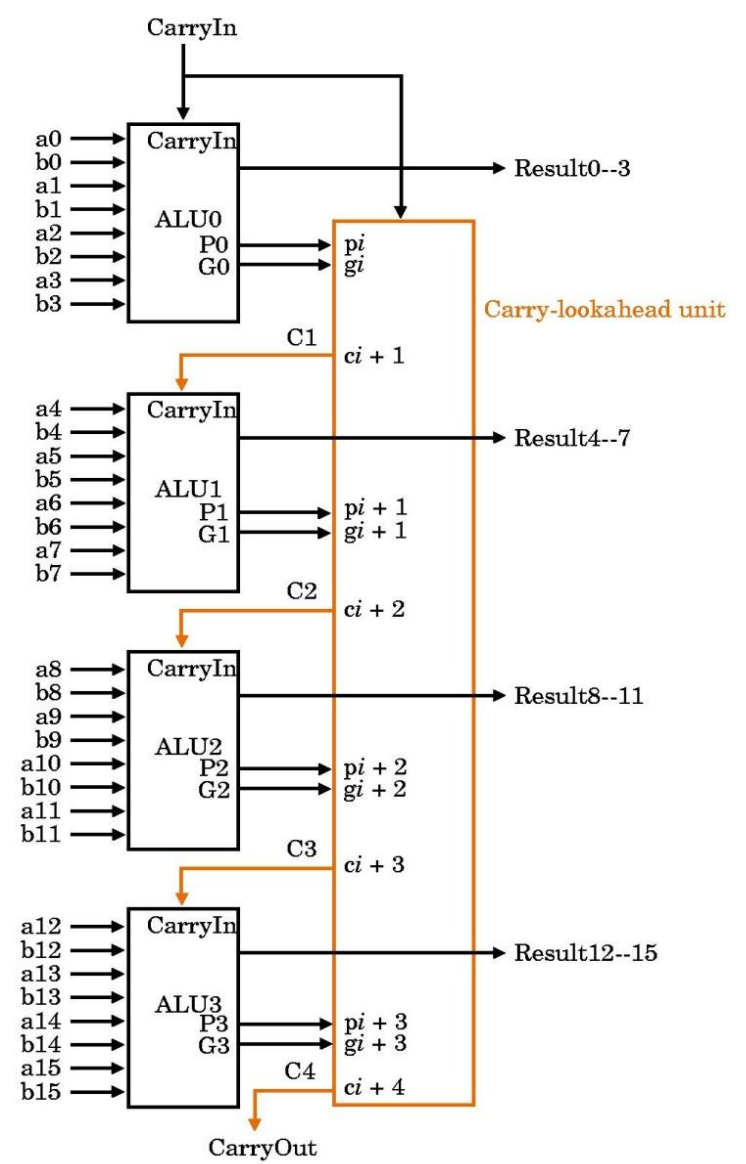 CarryIn
a0
b0
a1
b1
a2
b2
a3
b3
CarryIn
ALU0
P0
G0
Result0--3
pi
gi
Carry-lookahead unit
C1
ci + 1
a4
b4
a5
b5
a6
b6
a7
b7
CarryIn
ALU1
P1
G1
Result4--7
pi + 1
gi + 1
C2
ci + 2
a8
b8
a9
b9
a10
b10
a11
b11
CarryIn
ALU2
P2
G2
Result8--11
pi + 2
gi + 2
C3
ci + 3
a12
b12
a13
b13
a14
b14
a15
b15
CarryIn
ALU3
P3
G3
Result12--15
pi + 3
gi + 3
C4
ci + 4
CarryOut